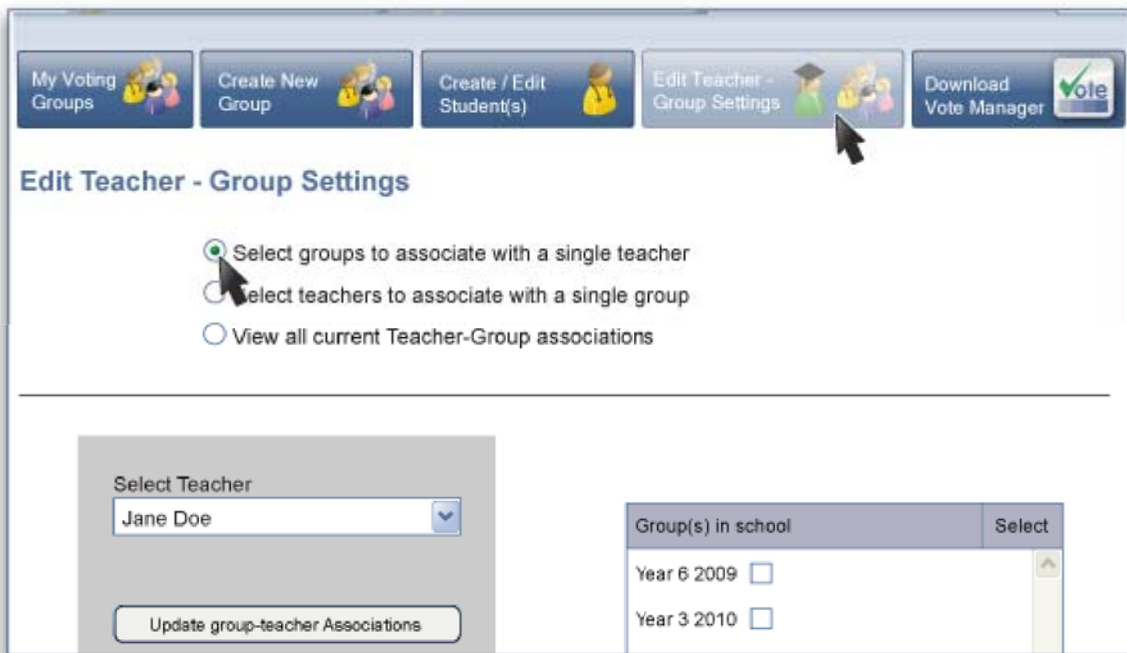 My Voting
Groups
Create New
Group
Create / Edit
Student(s)
Edit Teacher -
Group Settings
Download
Vote Manager
Vote
Edit Teacher - Group Settings
Select groups to associate with a single teacher
Select teachers to associate with a single group
View all current Teacher-Group associations
Select Teacher
Jane Doe
Update group-teacher Associations
Group(s) in school Select
Year 6 2009
Year 3 2010